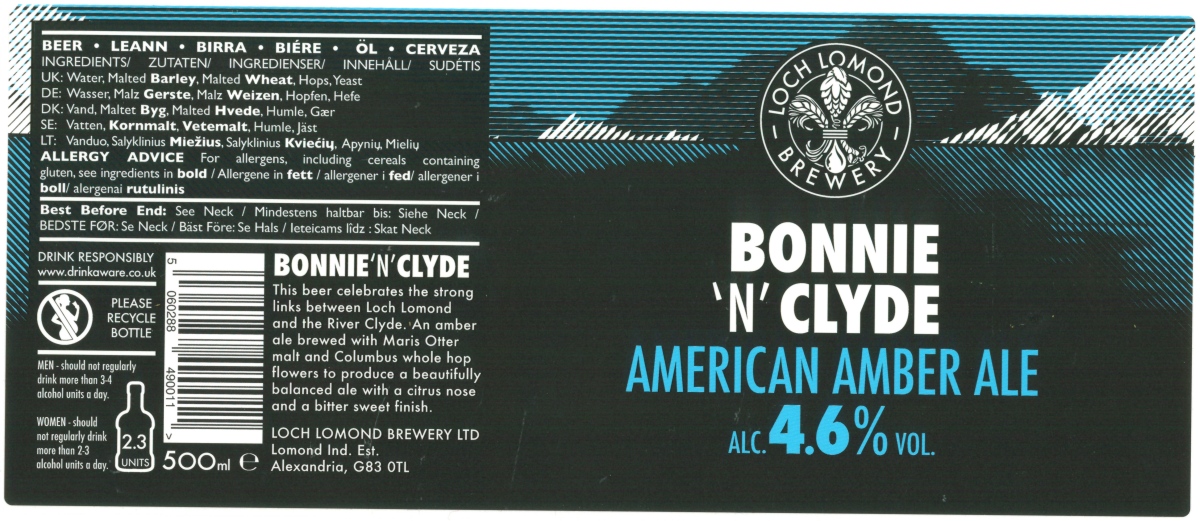 BEER • LEANN • BIRRA • BIÉRE • ÖL • CERVEZA
INGREDIENTS/ ZUTATEN/ INGREDIENSER/ INNEHÅLL/ SUDĖTIS
UK: Water, Malted Barley, Malted Wheat, Hops, Yeast
DE: Wasser, Malz Gerste, Malz Weizen, Hopfen, Hefe
DK: Vand, Maltet Byg, Malted Hvede, Humle, Gær
SE: Vatten, Kornmalt, Vetemalt, Humle, Jäst
LT: Vanduo, Salyklinius Miežius, Salyklinius Kviečių, Apynių, Mielių
ALLERGY ADVICE For allergens, including cereals containing
gluten, see ingredients in bold / Allergene in fett / allergener i fed/ allergener i
boll/ alergenai rutulinis
Best Before End: See Neck / Mindestens haltbar bis: Siehe Neck /
BEDSTE FØR: Se Neck / Bäst Före: Se Hals / Ieteicams līdz : Skat Neck
DRINK RESPONSIBLY
www.drinkaware.co.uk
PLEASE
RECYCLE
BOTTLE
MEN - should not regularly
drink more than 3-4
alcohol units a day.
WOMEN - should
not regularly drink
more than 2-3
alcohol units a day.
2.3
UNITS
5 060288 490011 >
500ml e
BONNIE 'N' CLYDE
This beer celebrates the strong
links between Loch Lomond
and the River Clyde. An amber
ale brewed with Maris Otter
malt and Columbus whole hop
flowers to produce a beautifully
balanced ale with a citrus nose
and a bitter sweet finish.
LOCH LOMOND BREWERY LTD
Lomond Ind. Est.
Alexandria, G83 0TL
LOCH LOMOND
BREWERY
BONNIE
'N' CLYDE
AMERICAN AMBER ALE
ALC. 4.6% VOL.